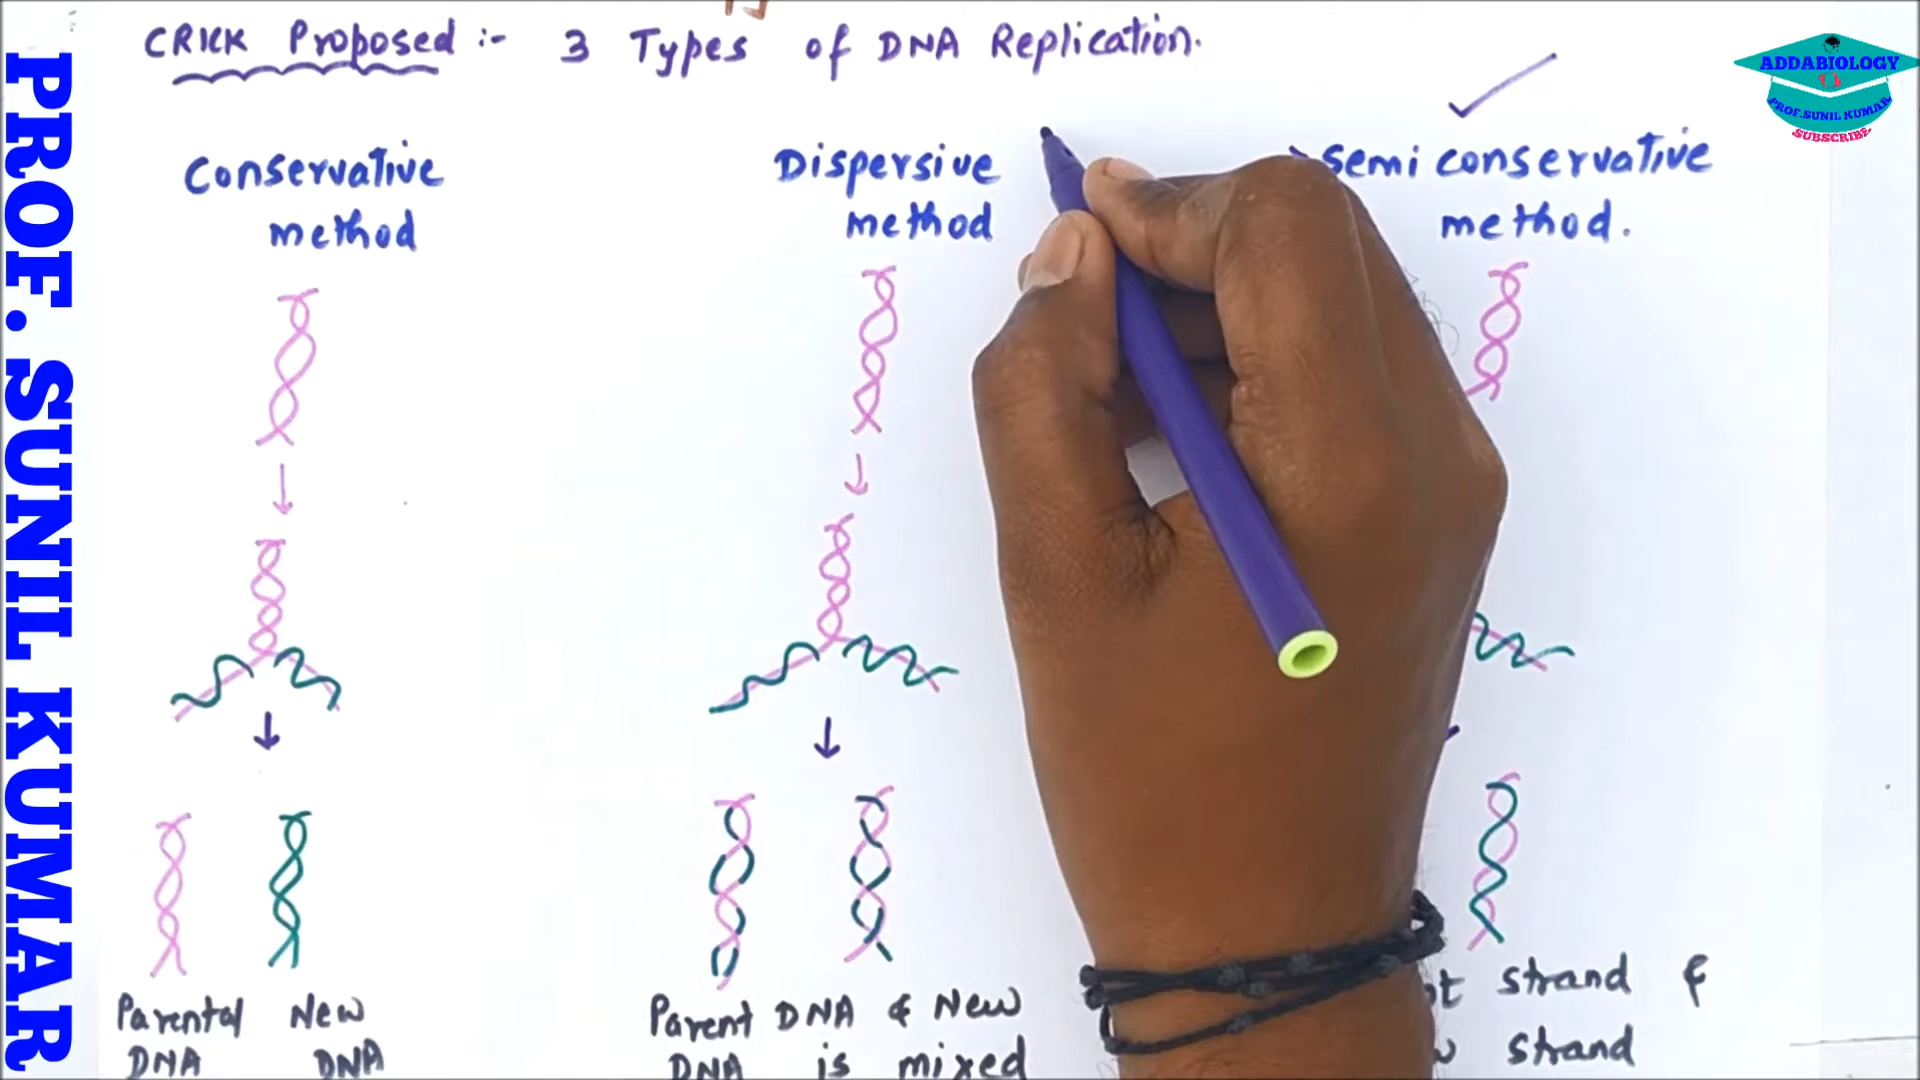 CRICK Proposed :- 3 Types of DNA Replication.
Conservative
method
Dispersive
method
Semi conservative
method.
Parental New
DNA DNA
Parent DNA & New
DNA is mixed
strand &
strand
PROF. SUNIL KUMAR
ADDABIOLOGY
PROF.SUNIL KUMAR
SUBSCRIBE